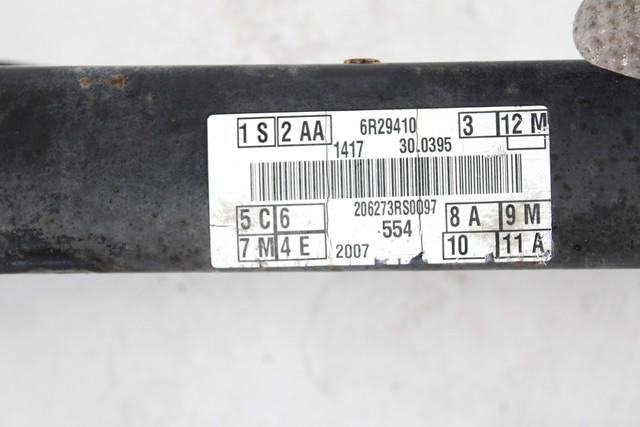 1 S 2 AA 6R29410 3 12 M
1417 30.0395
206273RS0097
5 C 6 554 8 A 9 M
7 M 4 E 2007 10 11 A